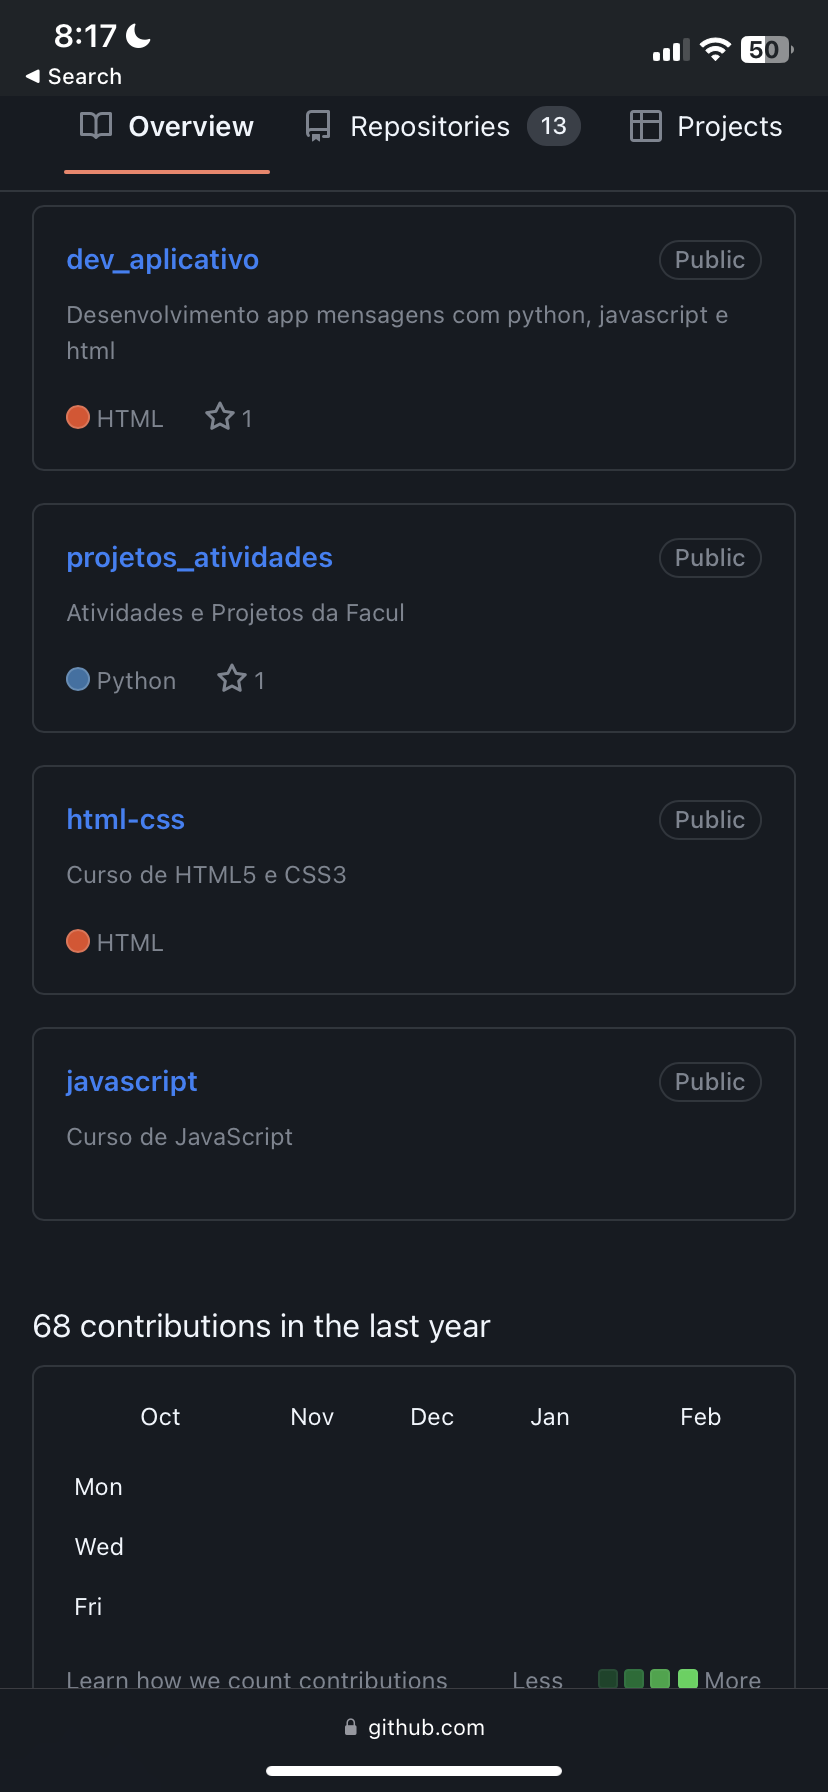 8:17
50
◀ Search
Overview Repositories 13 Projects
dev_aplicativo Public
Desenvolvimento app mensagens com python, javascript e
html
HTML 1
projetos_atividades Public
Atividades e Projetos da Facul
Python 1
html-css Public
Curso de HTML5 e CSS3
HTML
javascript Public
Curso de JavaScript
68 contributions in the last year
Oct Nov Dec Jan Feb
Mon
Wed
Fri
Learn how we count contributions Less More
github.com